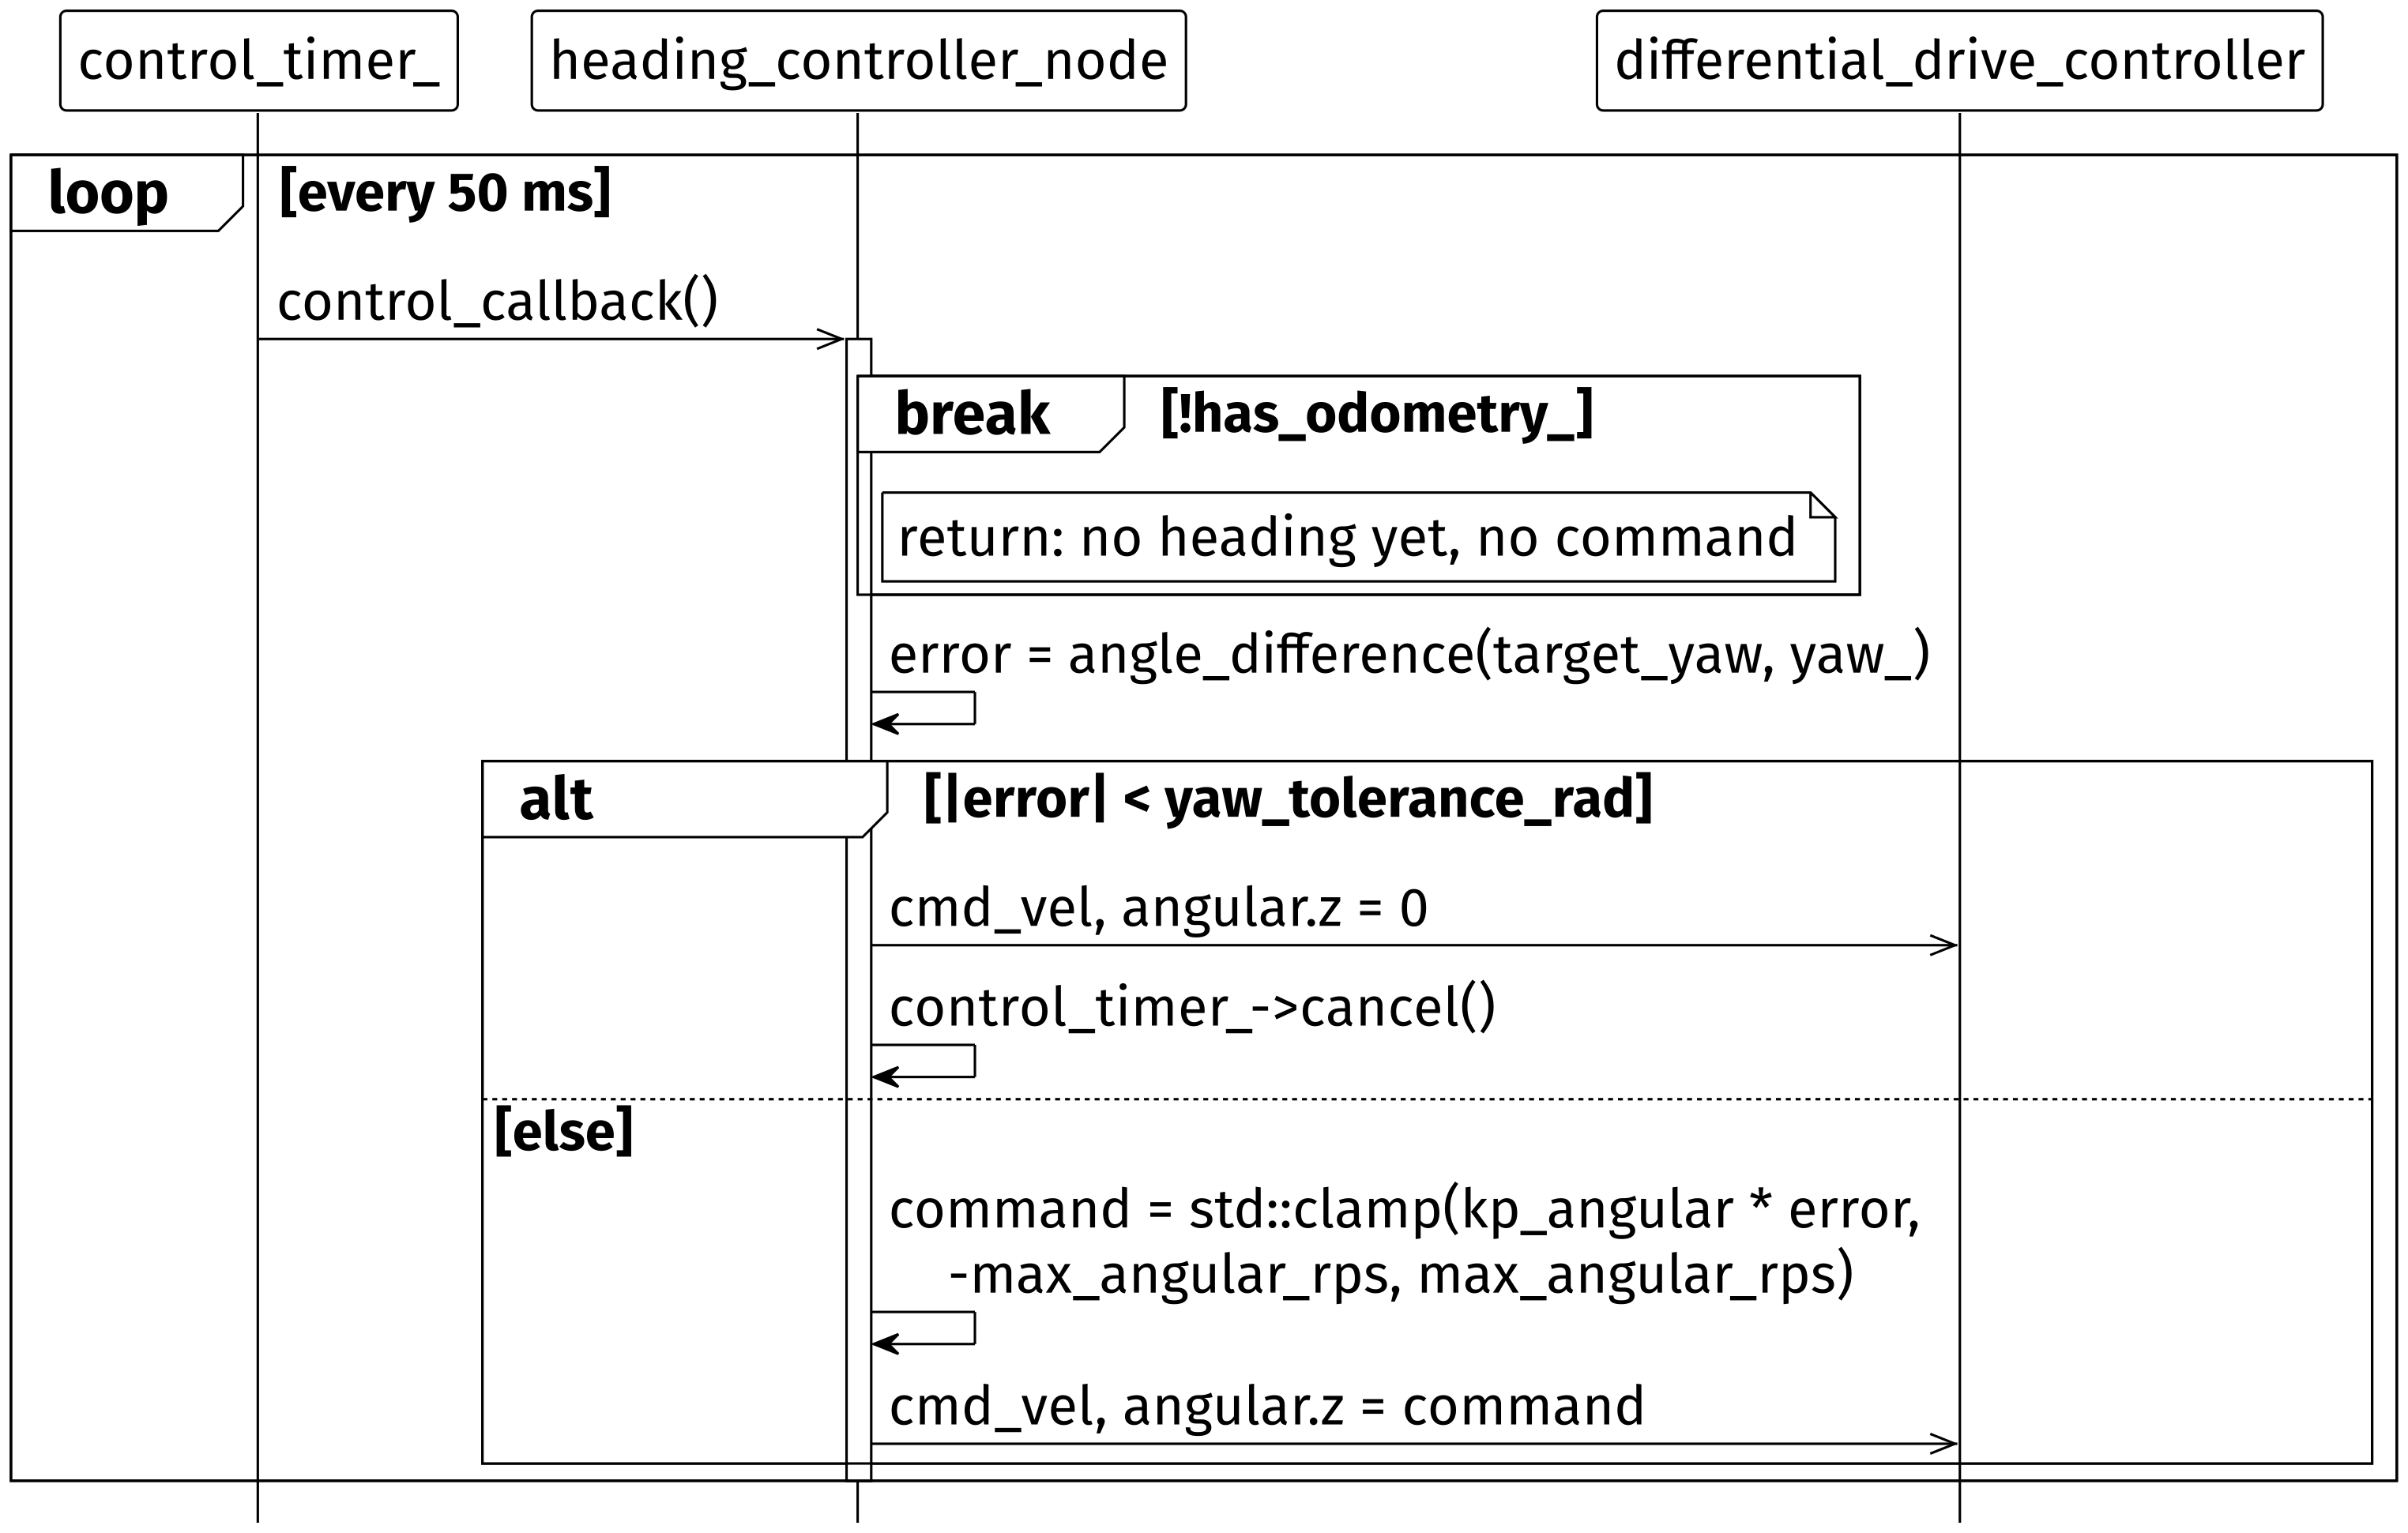 control_timer_
heading_controller_node
differential_drive_controller
loop
[every 50 ms]
control_callback()
break
[!has_odometry_]
return: no heading yet, no command
error = angle_difference(target_yaw, yaw_)
alt
[|error| < yaw_tolerance_rad]
cmd_vel, angular.z = 0
control_timer_->cancel()
[else]
command = std::clamp(kp_angular * error,
-max_angular_rps, max_angular_rps)
cmd_vel, angular.z = command